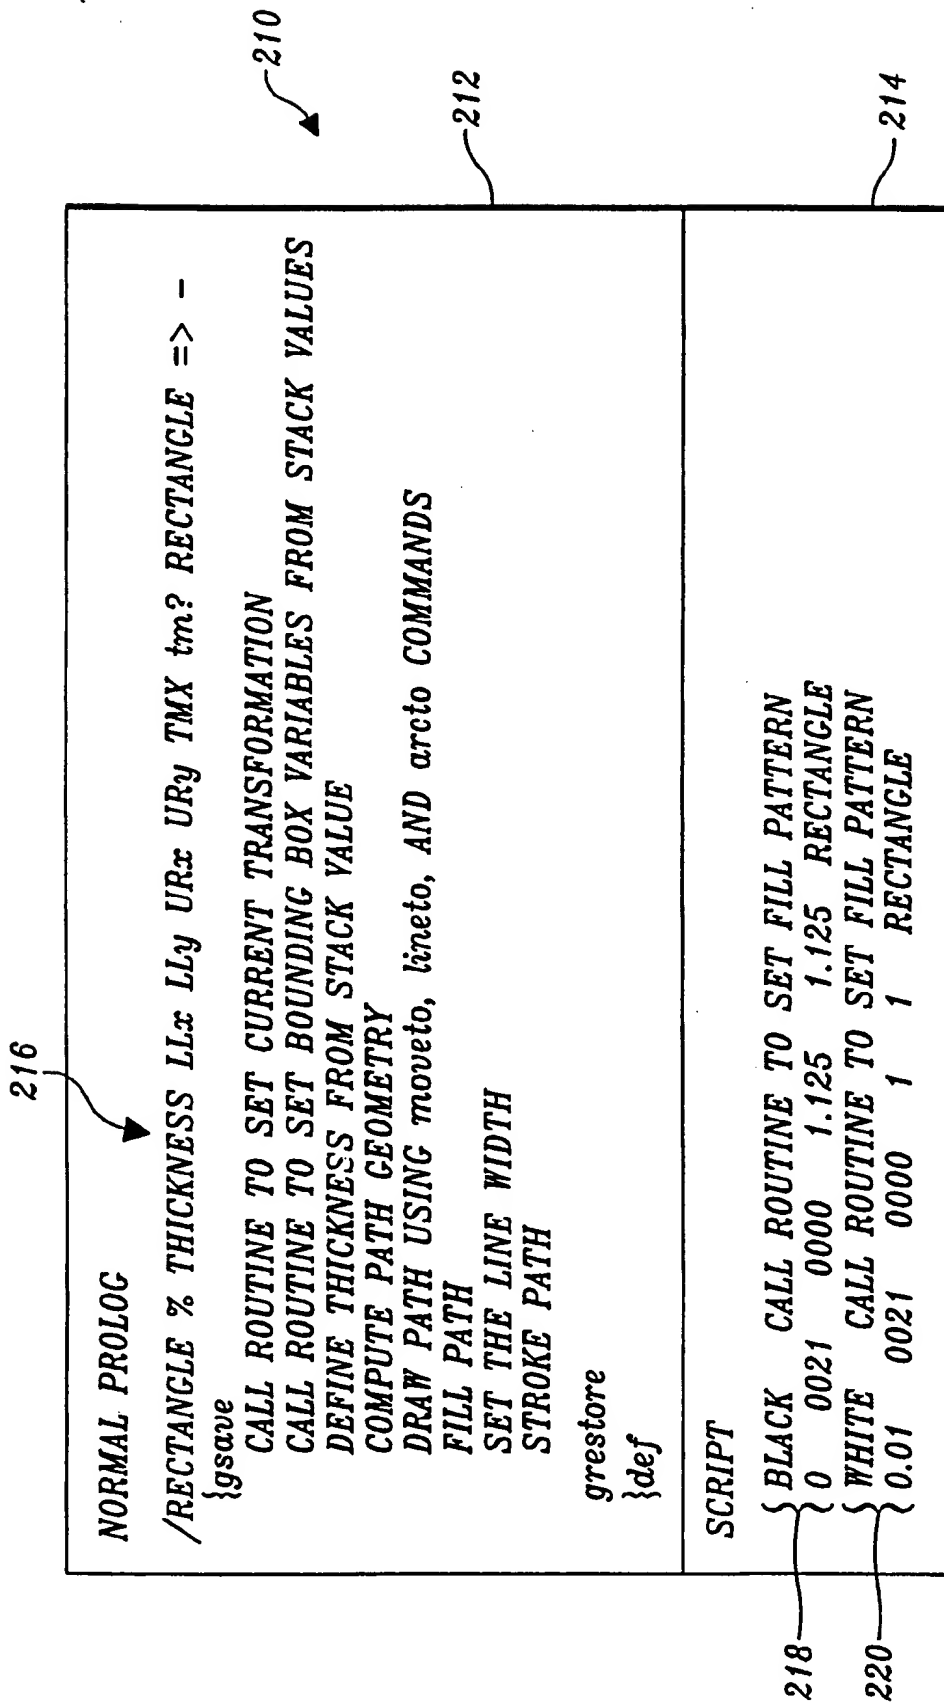 216
210
NORMAL PROLOG
/RECTANGLE % THICKNESS LLx LLy URx URy TMX tm? RECTANGLE => -
{gsave
CALL ROUTINE TO SET CURRENT TRANSFORMATION
CALL ROUTINE TO SET BOUNDING BOX VARIABLES FROM STACK VALUES
DEFINE THICKNESS FROM STACK VALUE
COMPUTE PATH GEOMETRY
DRAW PATH USING moveto, lineto, AND arcto COMMANDS
FILL PATH
SET THE LINE WIDTH
STROKE PATH
grestore
}def
212
SCRIPT
{BLACK CALL ROUTINE TO SET FILL PATTERN
0 0021 0000 1.125 1.125 RECTANGLE
{WHITE CALL ROUTINE TO SET FILL PATTERN
0.01 0021 0000 1 1 RECTANGLE
214
218
220